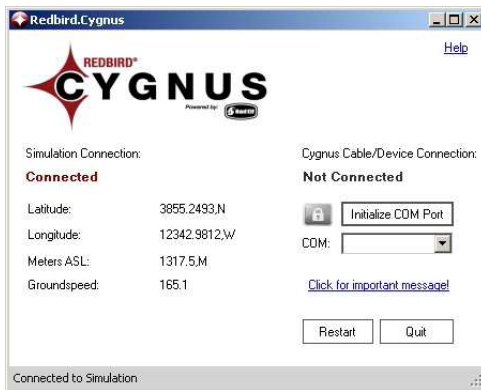 Redbird.Cygnus
Help
REDBIRD®
CYGNUS
Powered by:
Simulation Connection:
Connected
Latitude: 3855.2493,N
Longitude: 12342.9812,W
Meters ASL: 1317.5,M
Groundspeed: 165.1
Cygnus Cable/Device Connection:
Not Connected
Initialize COM Port
COM:
Click for important message!
Restart Quit
Connected to Simulation